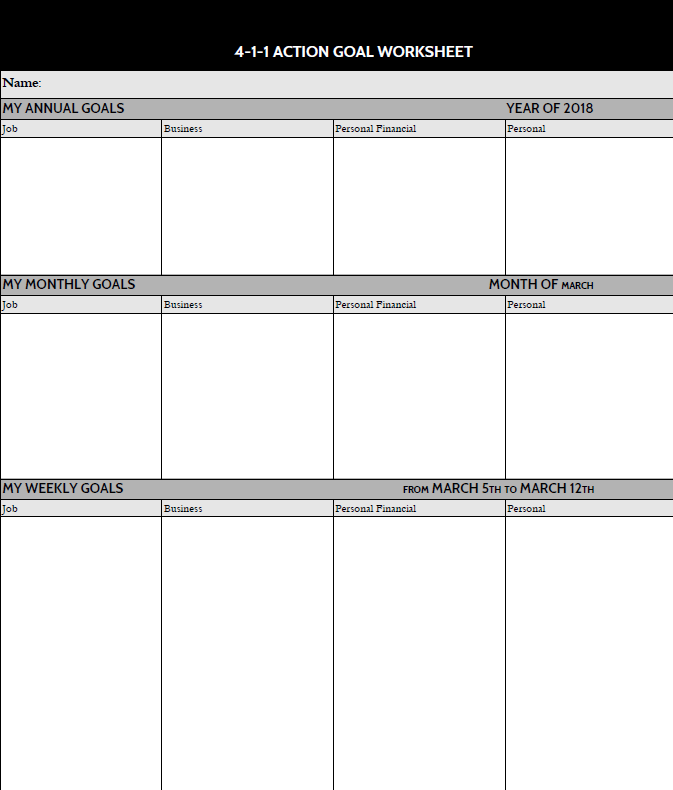 4-1-1 ACTION GOAL WORKSHEET
Name:
MY ANNUAL GOALS YEAR OF 2018
Job Business Personal Financial Personal
MY MONTHLY GOALS MONTH OF MARCH
Job Business Personal Financial Personal
MY WEEKLY GOALS FROM MARCH 5TH TO MARCH 12TH
Job Business Personal Financial Personal